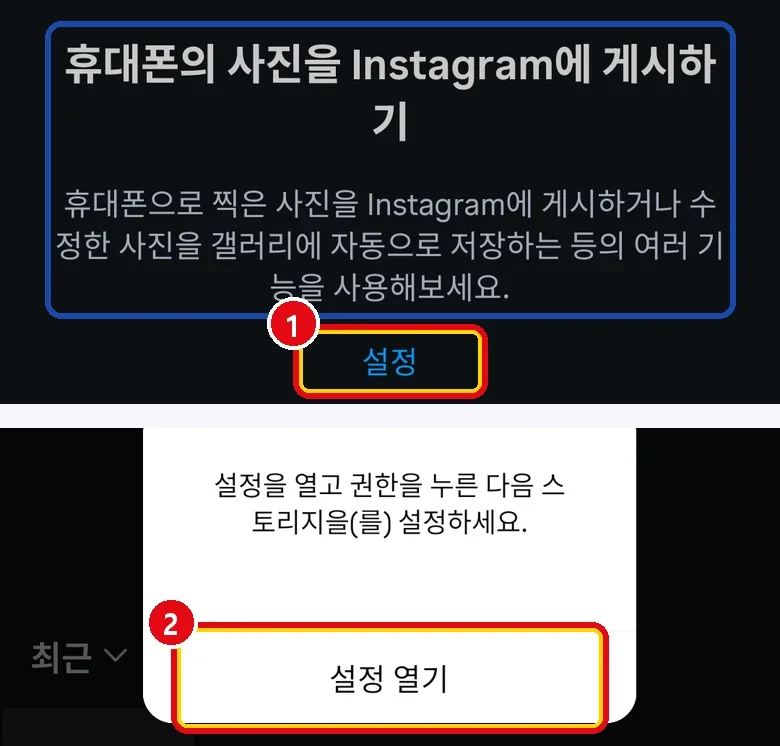 휴대폰의 사진을 Instagram에 게시하
기
휴대폰으로 찍은 사진을 Instagram에 게시하거나 수
정한 사진을 갤러리에 자동으로 저장하는 등의 여러 기
능을 사용해보세요.
1
설정
설정을 열고 권한을 누른 다음 스
토리지을(를) 설정하세요.
2
최근
설정 열기